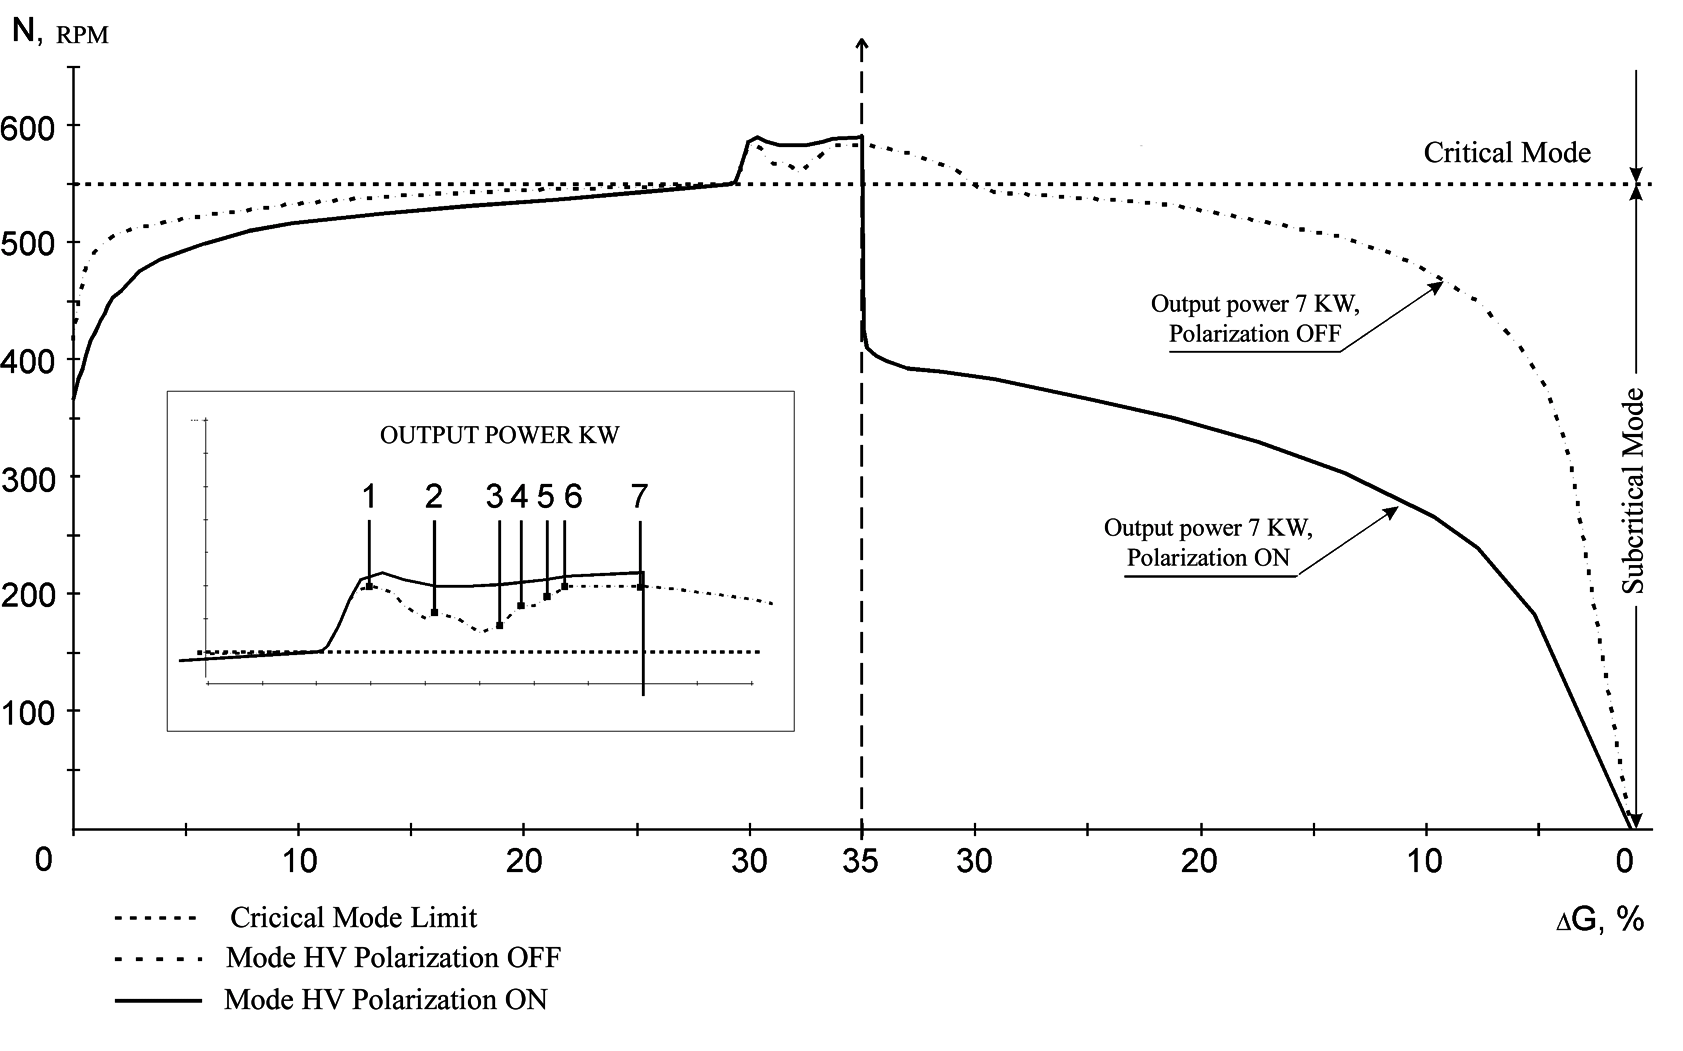 N, RPM
600
500
400
300
200
100
0
10
20
30
35
30
20
10
0
ΔG, %
Critical Mode
Subcritical Mode
Output power 7 KW,
Polarization OFF
Output power 7 KW,
Polarization ON
OUTPUT POWER KW
1 2 3 4 5 6 7
Cricical Mode Limit
Mode HV Polarization OFF
Mode HV Polarization ON